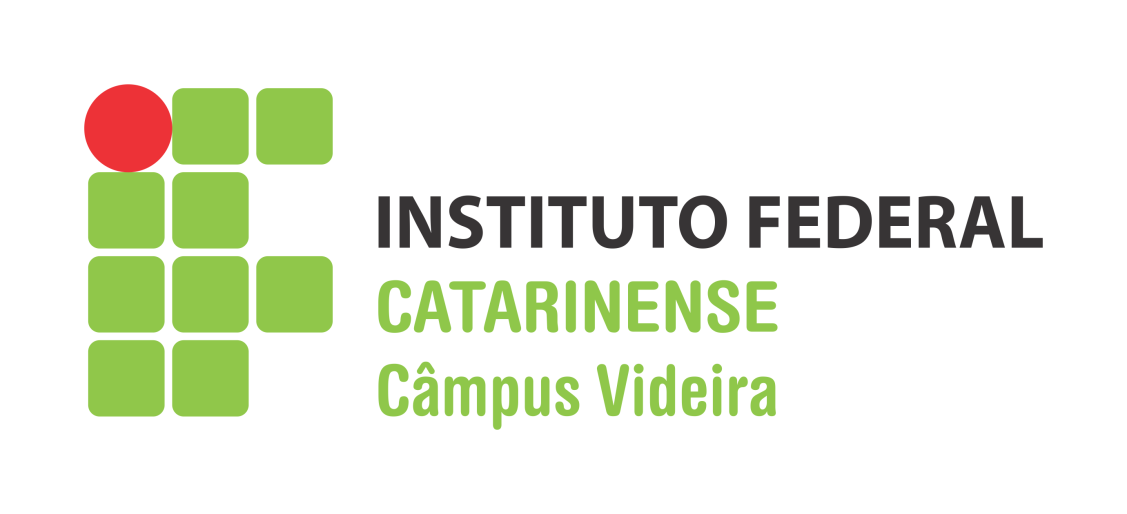 INSTITUTO FEDERAL
CATARINENSE
Câmpus Videira